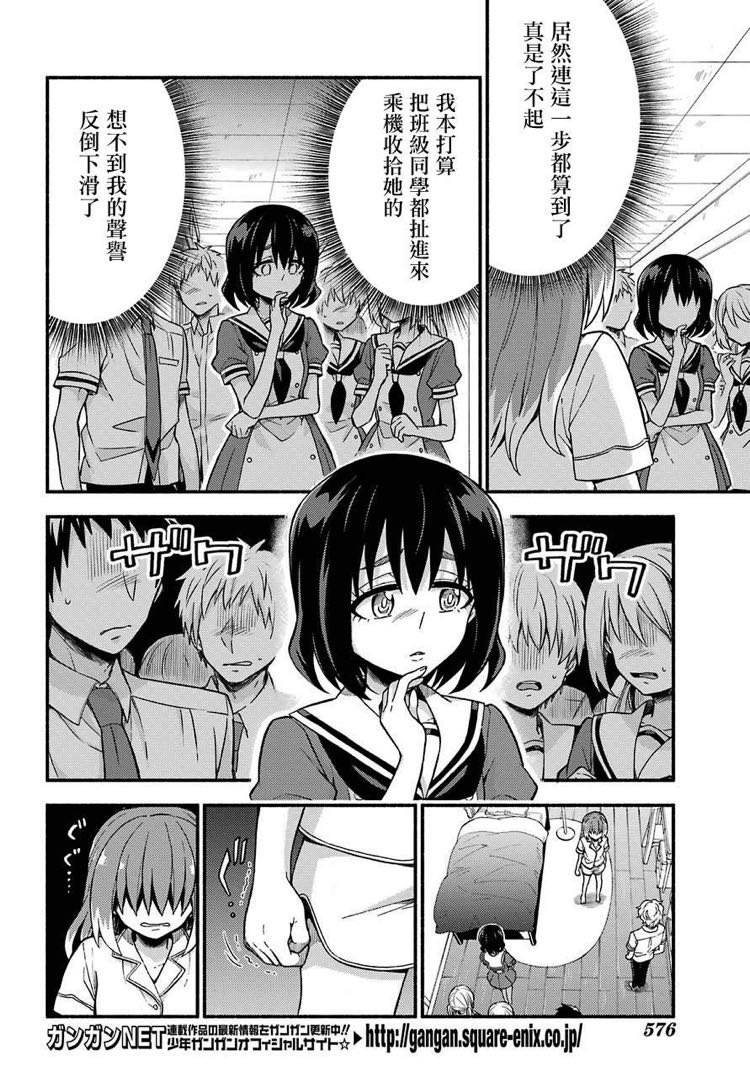 居然連這一步都算到了
真是了不起
我本打算
把班級同學都扯進來
乘機收拾她的
想不到我的聲譽
反倒下滑了
ザワ
ザワ
ガンガンNET
連載作品の最新情報をガンガン更新中!!
少年ガンガンオフィシャルサイト☆
▶http://gangan.square-enix.co.jp/
576